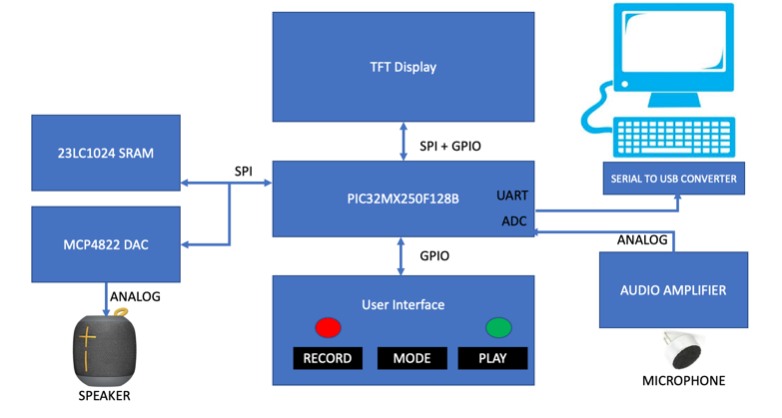 TFT Display
23LC1024 SRAM
SPI + GPIO
SPI
SERIAL TO USB CONVERTER
PIC32MX250F128B
UART
ADC
MCP4822 DAC
ANALOG
GPIO
ANALOG
User Interface
AUDIO AMPLIFIER
RECORD
MODE
PLAY
MICROPHONE
SPEAKER